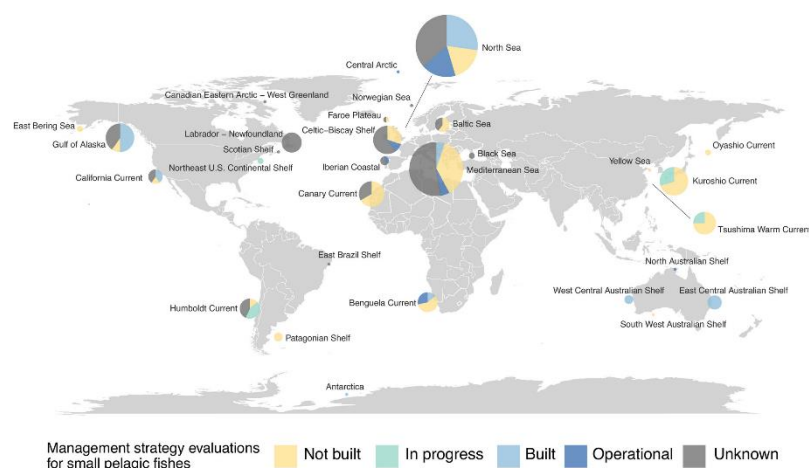 North Sea
Central Arctic
Canadian Eastern Arctic – West Greenland
Norwegian Sea
East Bering Sea
Faroe Plateau
Baltic Sea
Gulf of Alaska
Labrador – Newfoundland
Celtic–Biscay Shelf
Oyashio Current
Scotian Shelf
Black Sea
Yellow Sea
Northeast U.S. Continental Shelf
Iberian Coastal
Mediterranean Sea
California Current
Kuroshio Current
Canary Current
Tsushima Warm Current
East Brazil Shelf
North Australian Shelf
West Central Australian Shelf
East Central Australian Shelf
Humboldt Current
Benguela Current
South West Australian Shelf
Patagonian Shelf
Antarctica
Management strategy evaluations
for small pelagic fishes
Not built
In progress
Built
Operational
Unknown